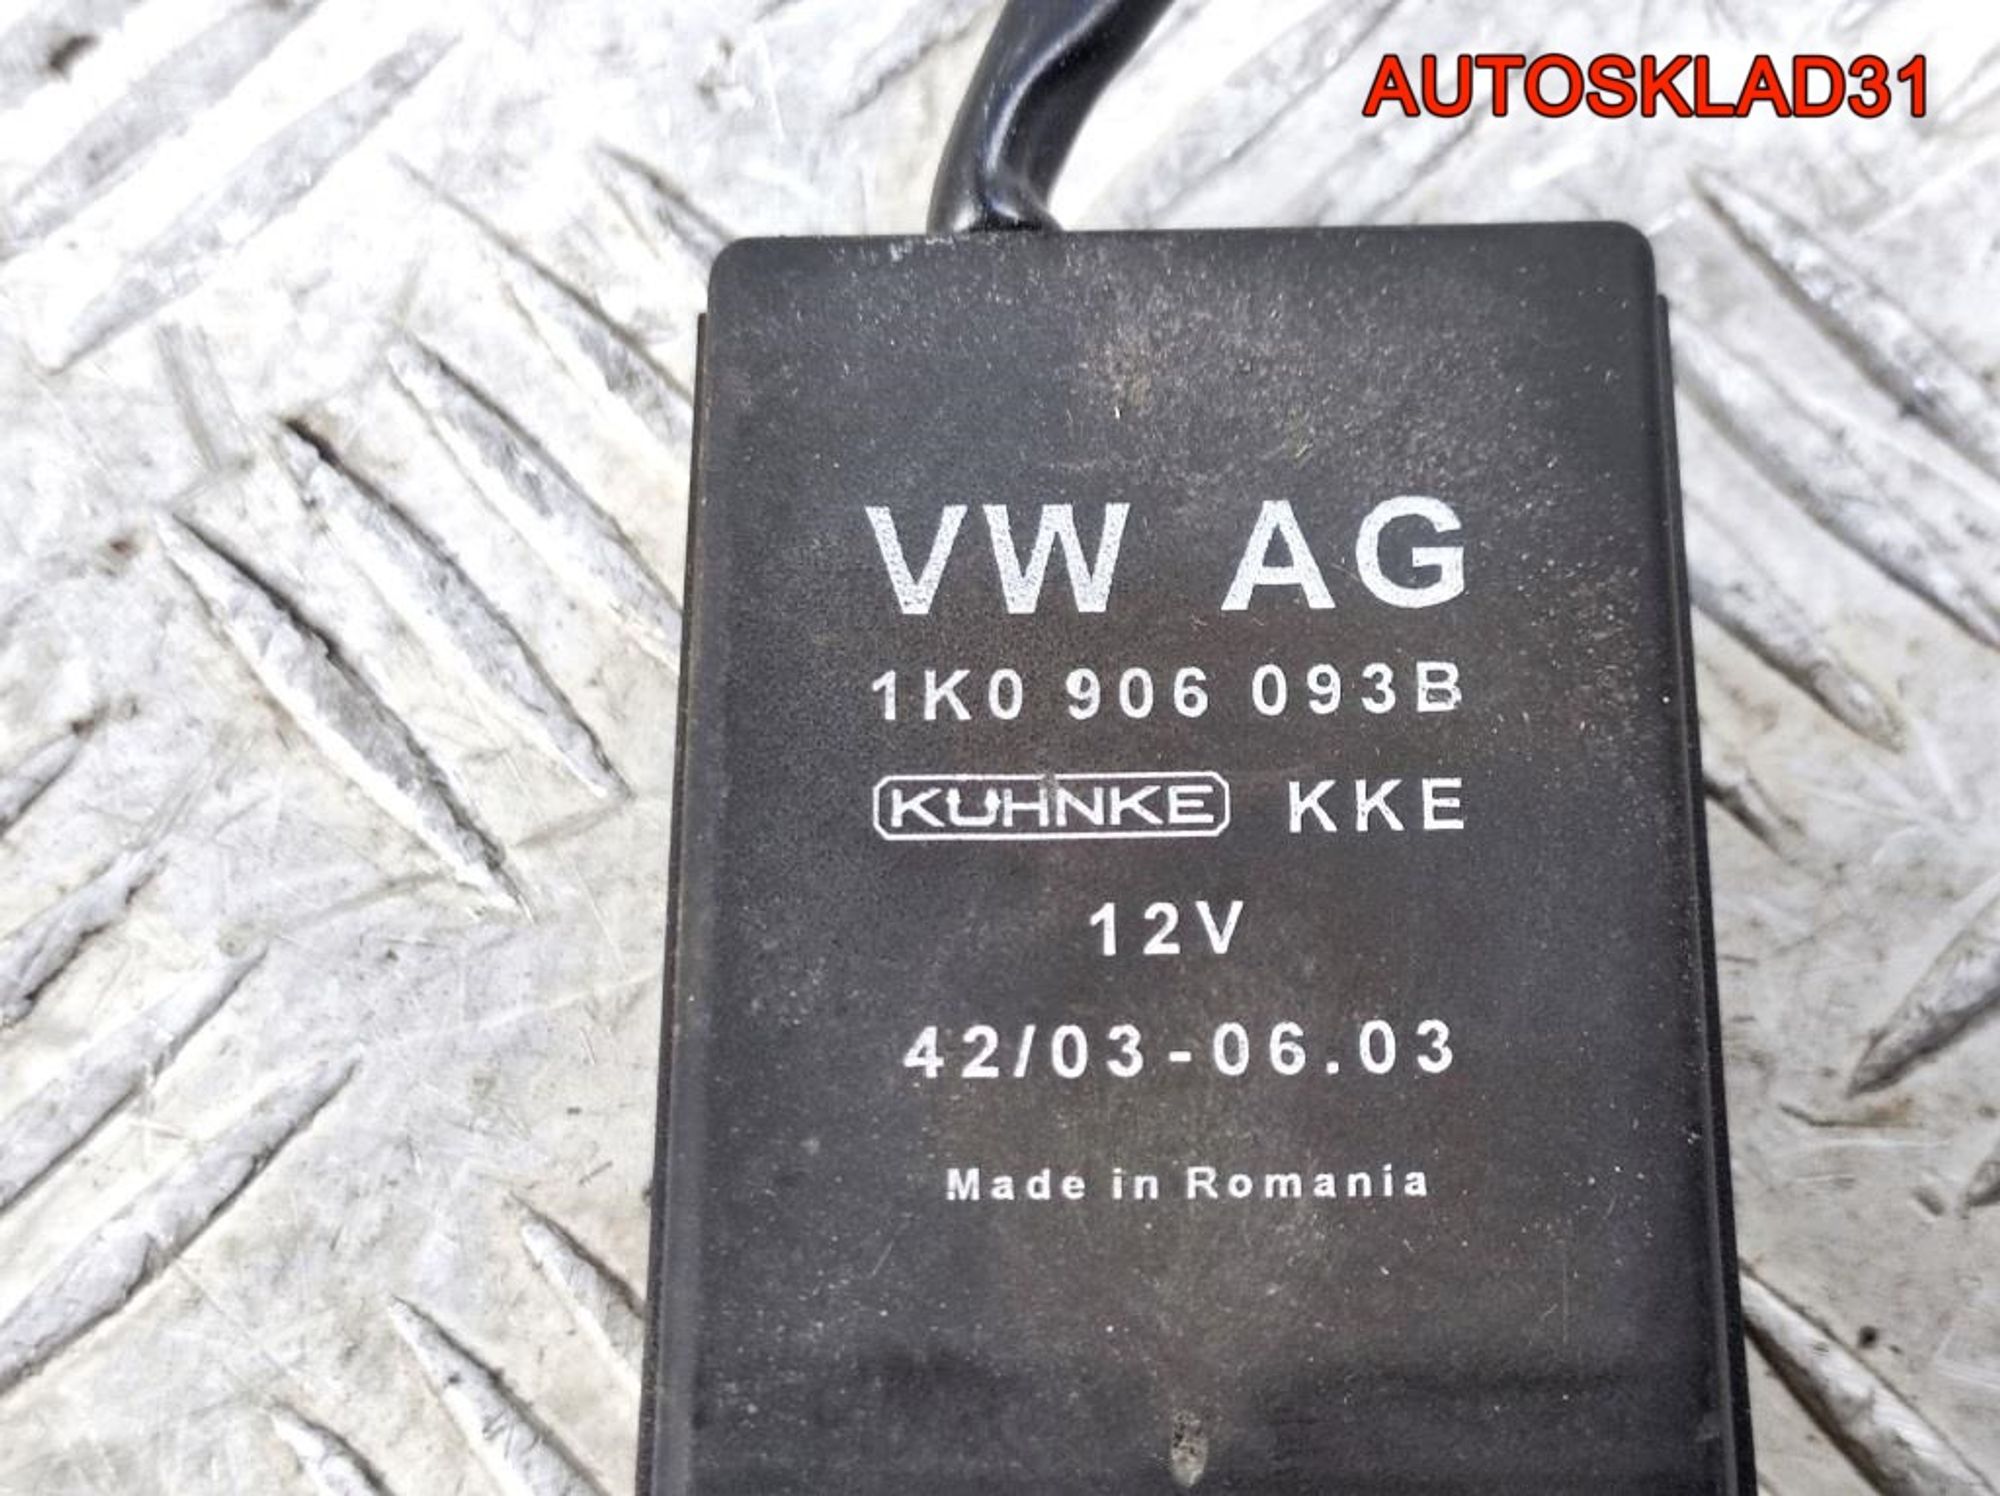 AUTOSKLAD31
VW AG
1K0 906 093B
KUHNKE KKE
12V
42/03-06.03
Made in Romania